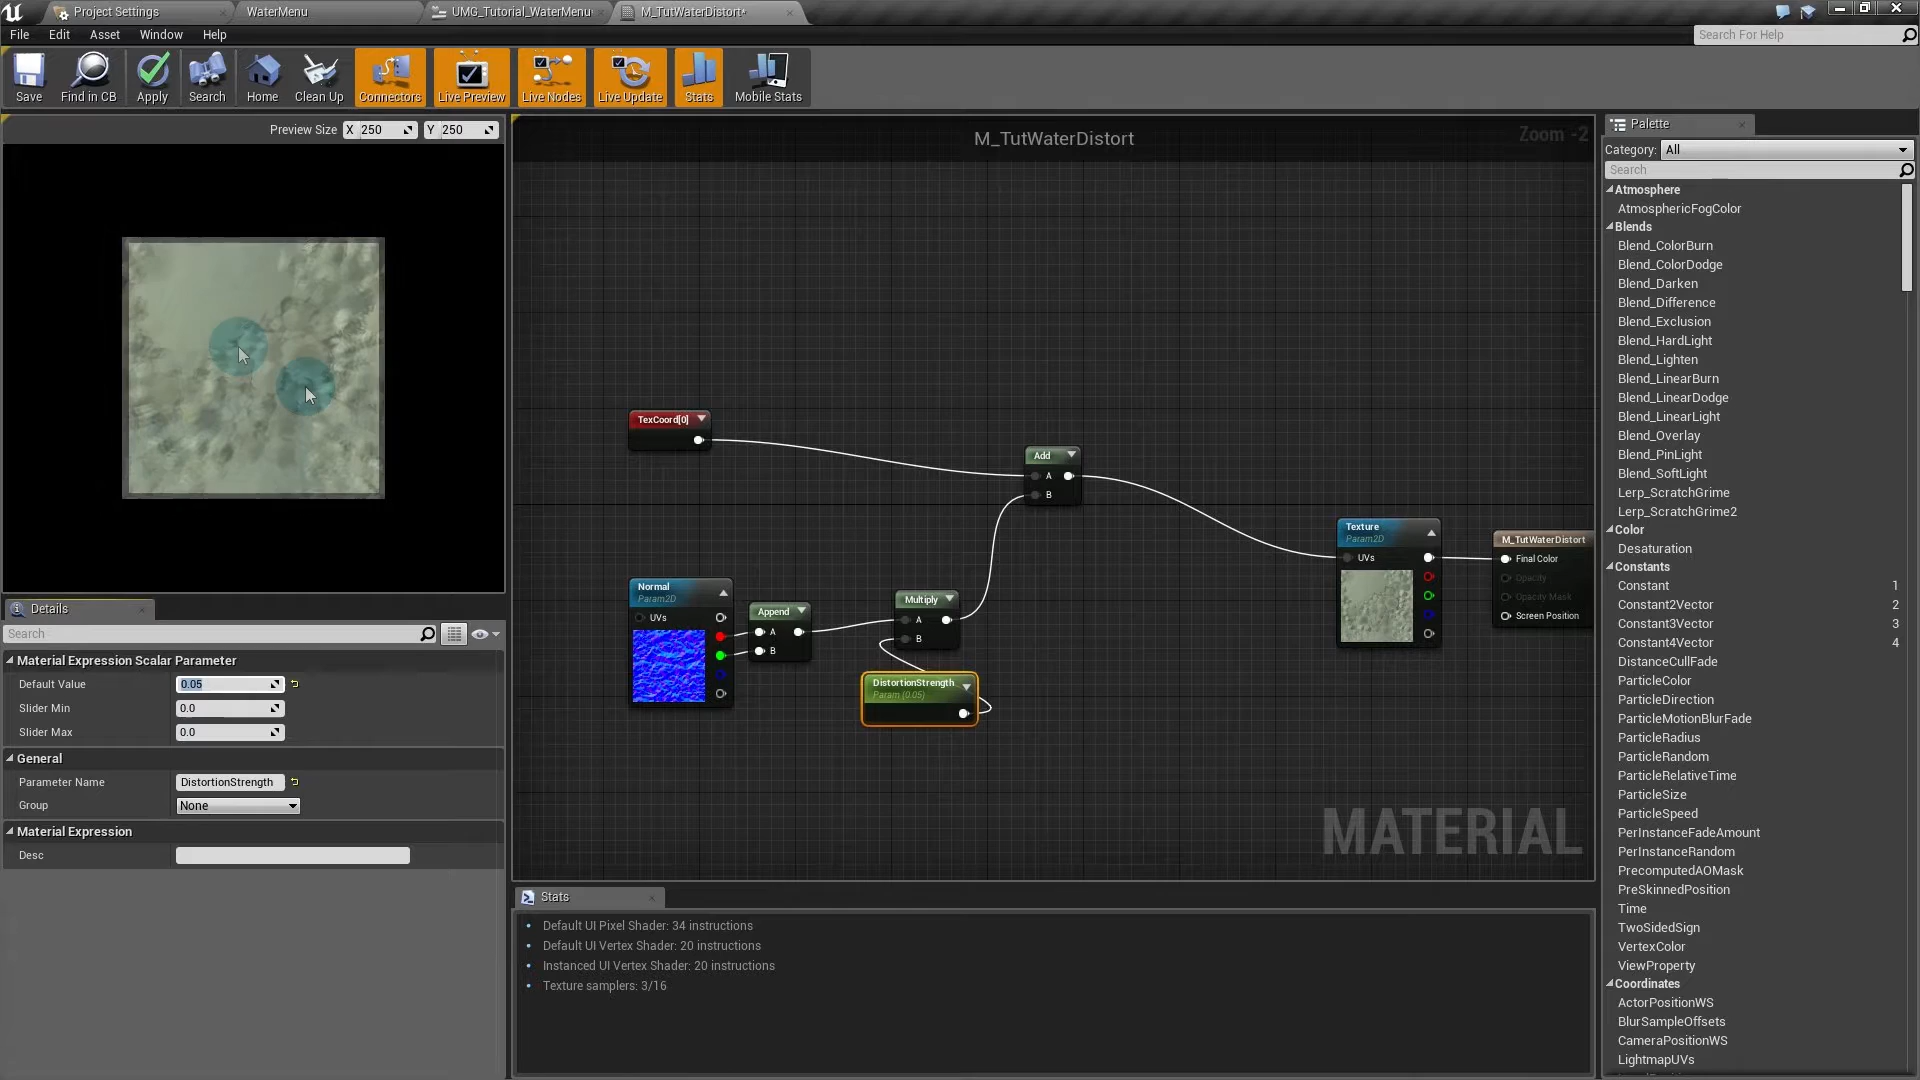 Project Settings
WaterMenu
UMG_Tutorial_WaterMenu
M_TutWaterDistort*
File Edit Asset Window Help
Search For Help
Save
Find in CB
Apply
Search
Home
Clean Up
Connectors
Live Preview
Live Nodes
Live Update
Stats
Mobile Stats
Preview Size X 250 Y 250
M_TutWaterDistort
Zoom -2
TexCoord[0]
Add
A
B
Normal
Param2D
UVs
Append
A
B
Multiply
A
B
DistortionStrength
Param (0.05)
Texture
Param2D
UVs
M_TutWaterDistort
Final Color
Opacity
Opacity Mask
Screen Position
MATERIAL
Details
Search
Material Expression Scalar Parameter
Default Value 0.05
Slider Min 0.0
Slider Max 0.0
General
Parameter Name DistortionStrength
Group None
Material Expression
Desc
Stats
Default UI Pixel Shader: 34 instructions
Default UI Vertex Shader: 20 instructions
Instanced UI Vertex Shader: 20 instructions
Texture samplers: 3/16
Palette
Category: All
Search
Atmosphere
AtmosphericFogColor
Blends
Blend_ColorBurn
Blend_ColorDodge
Blend_Darken
Blend_Difference
Blend_Exclusion
Blend_HardLight
Blend_Lighten
Blend_LinearBurn
Blend_LinearDodge
Blend_LinearLight
Blend_Overlay
Blend_PinLight
Blend_SoftLight
Lerp_ScratchGrime
Lerp_ScratchGrime2
Color
Desaturation
Constants
Constant 1
Constant2Vector 2
Constant3Vector 3
Constant4Vector 4
DistanceCullFade
ParticleColor
ParticleDirection
ParticleMotionBlurFade
ParticleRadius
ParticleRandom
ParticleRelativeTime
ParticleSize
ParticleSpeed
PerInstanceFadeAmount
PerInstanceRandom
PrecomputedAOMask
PreSkinnedPosition
Time
TwoSidedSign
VertexColor
ViewProperty
Coordinates
ActorPositionWS
BlurSampleOffsets
CameraPositionWS
LightmapUVs